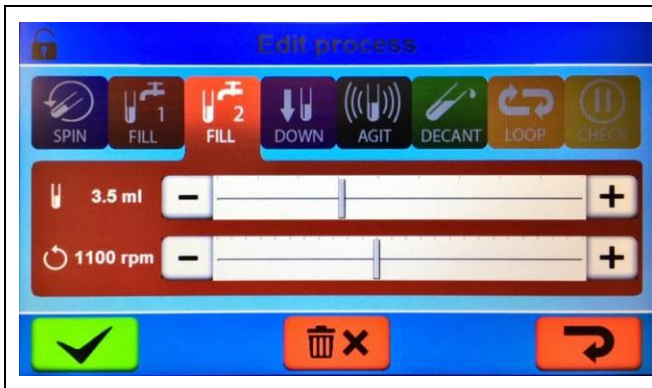 Edit process
SPIN
1
FILL
2
FILL
DOWN
AGIT
DECANT
LOOP
CHECK
3.5 ml
1100 rpm